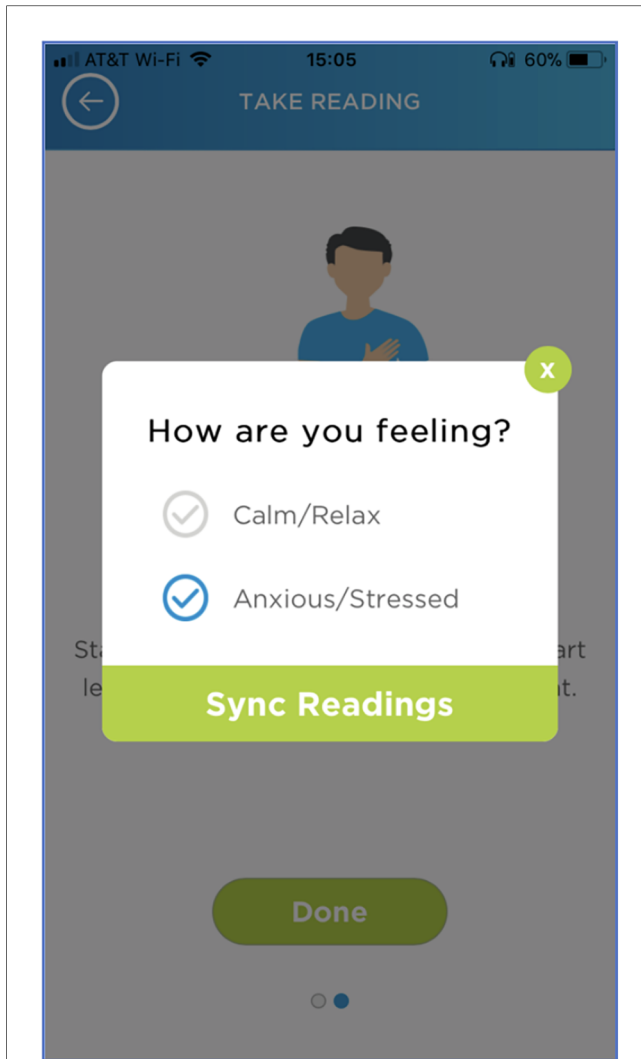 AT&T Wi-Fi 15:05 60%
TAKE READING
x
How are you feeling?
Calm/Relax
Anxious/Stressed
Sync Readings
Done